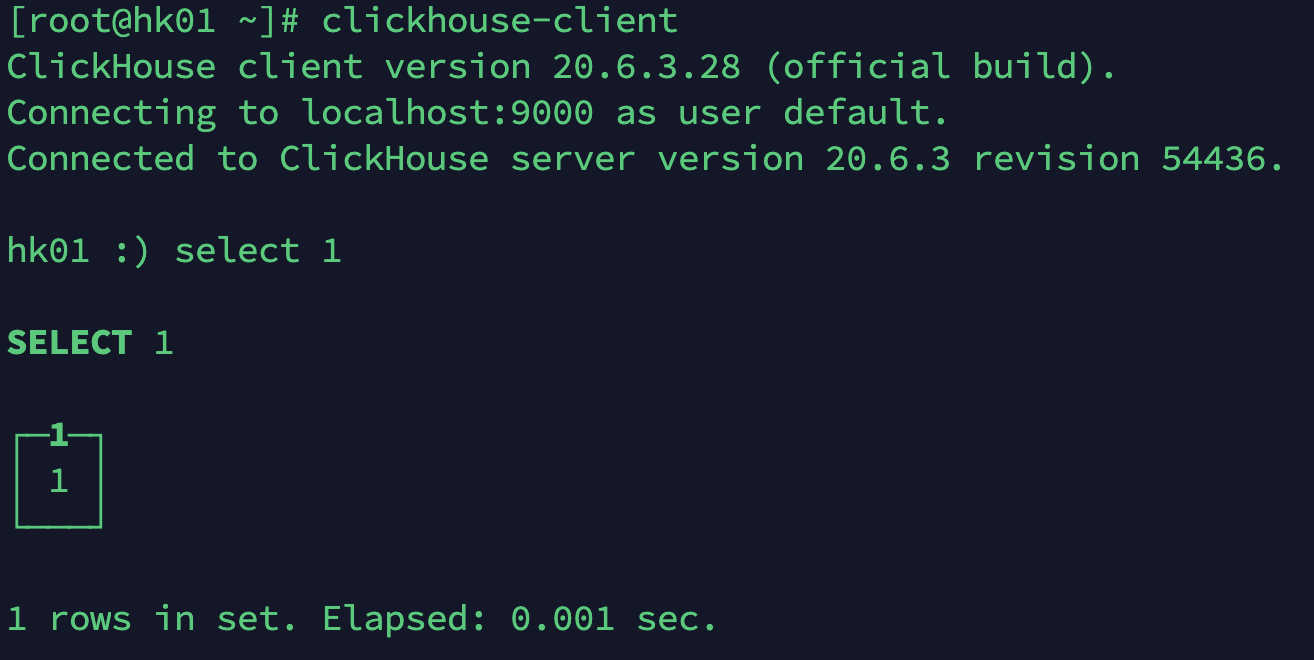 [root@hk01 ~]# clickhouse-client
ClickHouse client version 20.6.3.28 (official build).
Connecting to localhost:9000 as user default.
Connected to ClickHouse server version 20.6.3 revision 54436.
hk01 :) select 1
SELECT 1
┌─1─┐
│ 1 │
└───┘
1 rows in set. Elapsed: 0.001 sec.